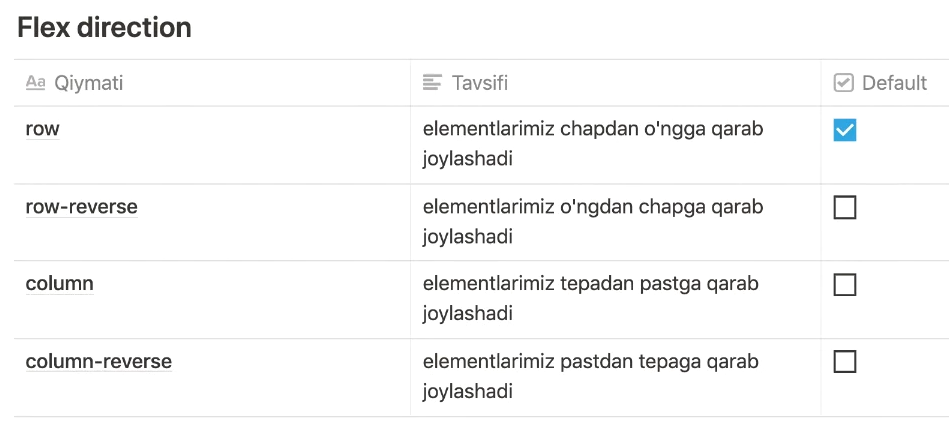 Flex direction
Aa Qiymati Tavsifi Default
row elementlarimiz chapdan o'ngga qarab
joylashadi
row-reverse elementlarimiz o'ngdan chapga qarab
joylashadi
column elementlarimiz tepadan pastga qarab
joylashadi
column-reverse elementlarimiz pastdan tepaga qarab
joylashadi